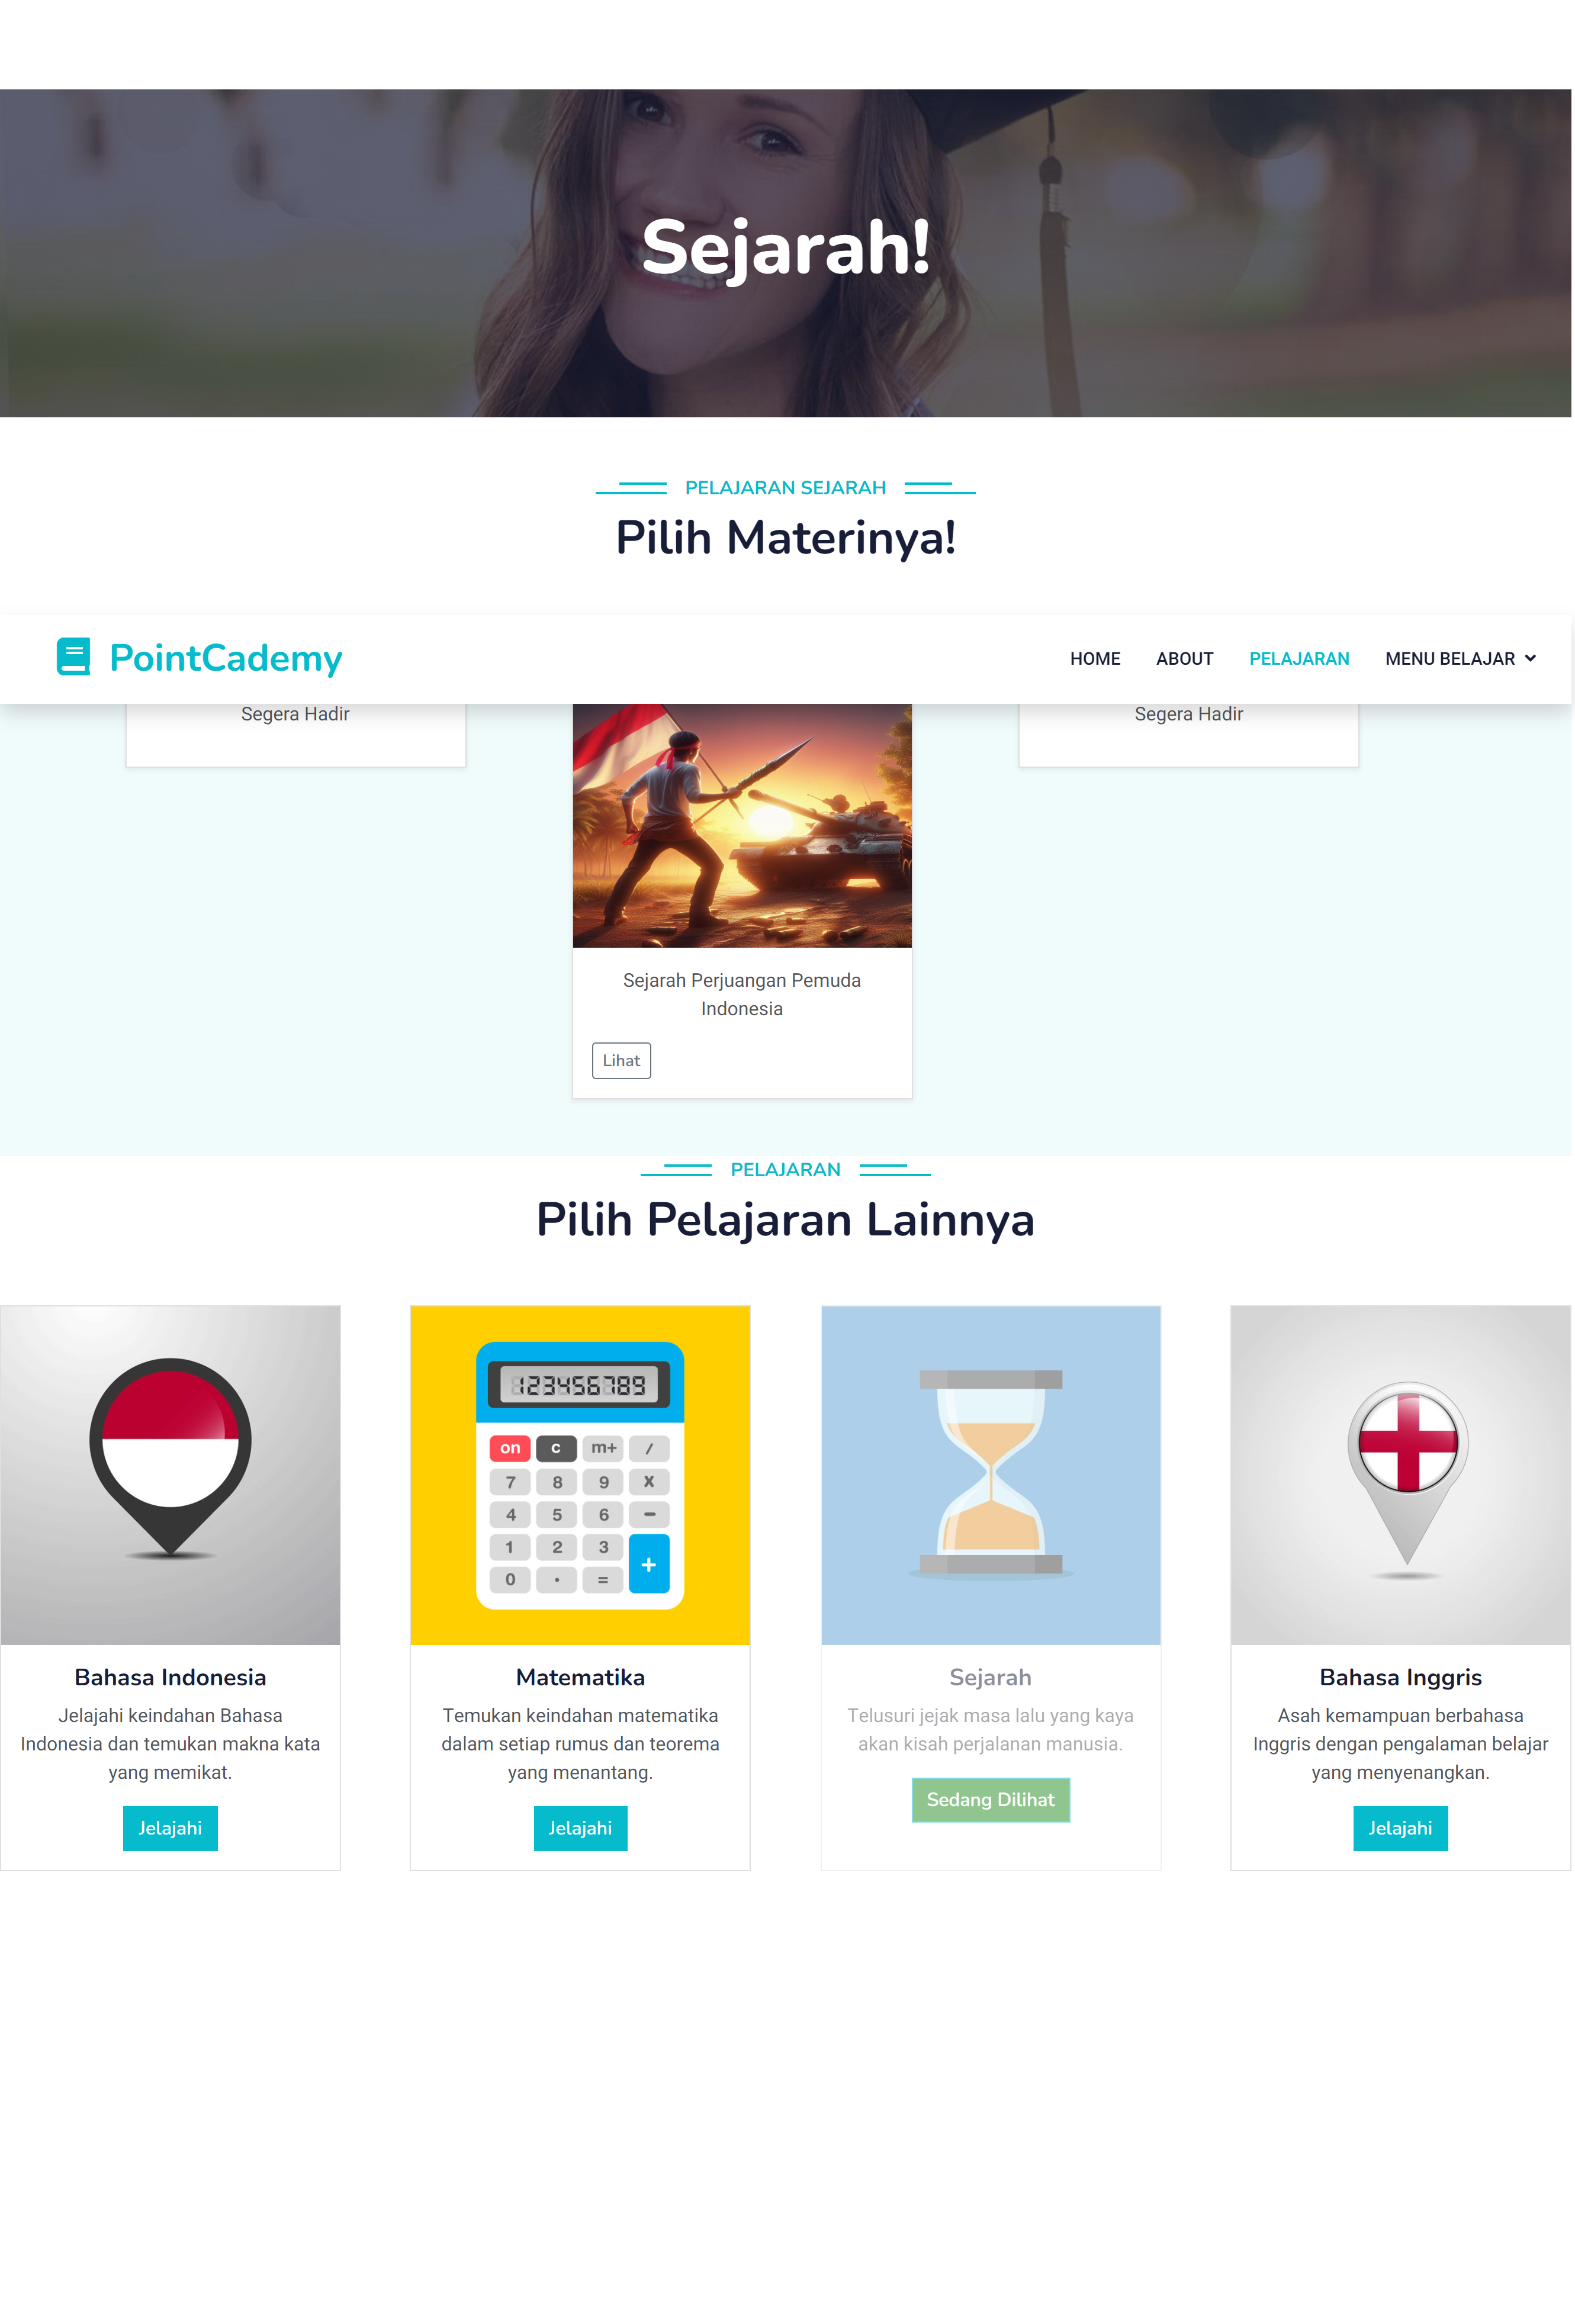 Sejarah!
PELAJARAN SEJARAH
Pilih Materinya!
PointCademy
HOME ABOUT PELAJARAN MENU BELAJAR
Segera Hadir
Segera Hadir
Sejarah Perjuangan Pemuda
Indonesia
Lihat
PELAJARAN
Pilih Pelajaran Lainnya
123456789
on c m+ /
7 8 9 x
4 5 6 -
1 2 3 +
0 . =
Bahasa Indonesia
Jelajahi keindahan Bahasa
Indonesia dan temukan makna kata
yang memikat.
Jelajahi
Matematika
Temukan keindahan matematika
dalam setiap rumus dan teorema
yang menantang.
Jelajahi
Sejarah
Telusuri jejak masa lalu yang kaya
akan kisah perjalanan manusia.
Sedang Dilihat
Bahasa Inggris
Asah kemampuan berbahasa
Inggris dengan pengalaman belajar
yang menyenangkan.
Jelajahi